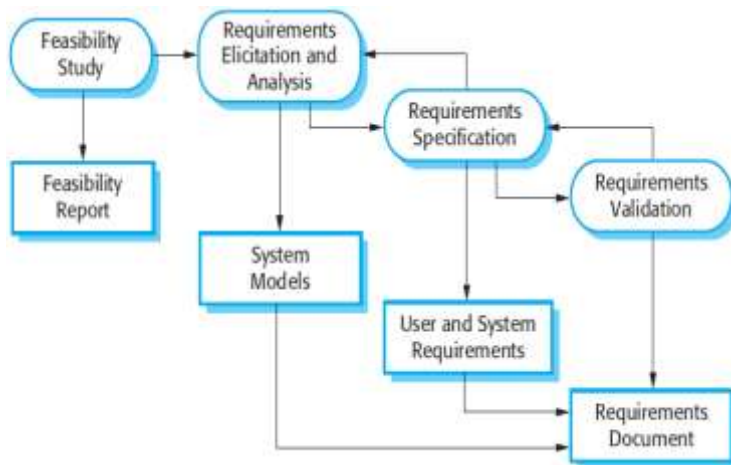 Feasibility
Study
Requirements
Elicitation and
Analysis
Requirements
Specification
Feasibility
Report
Requirements
Validation
System
Models
User and System
Requirements
Requirements
Document